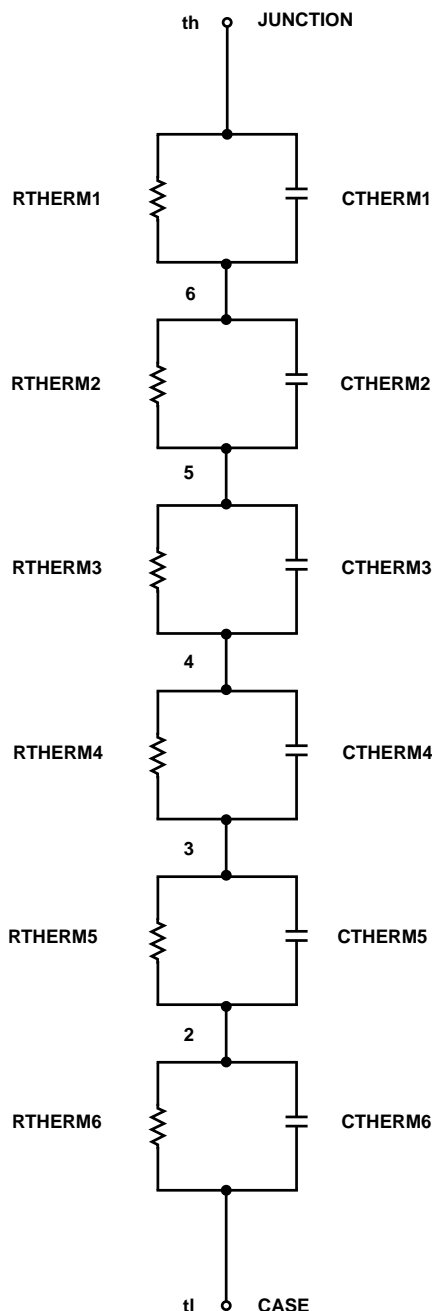 th JUNCTION
RTHERM1 CTHERM1
6
RTHERM2 CTHERM2
5
RTHERM3 CTHERM3
4
RTHERM4 CTHERM4
3
RTHERM5 CTHERM5
2
RTHERM6 CTHERM6
tl CASE